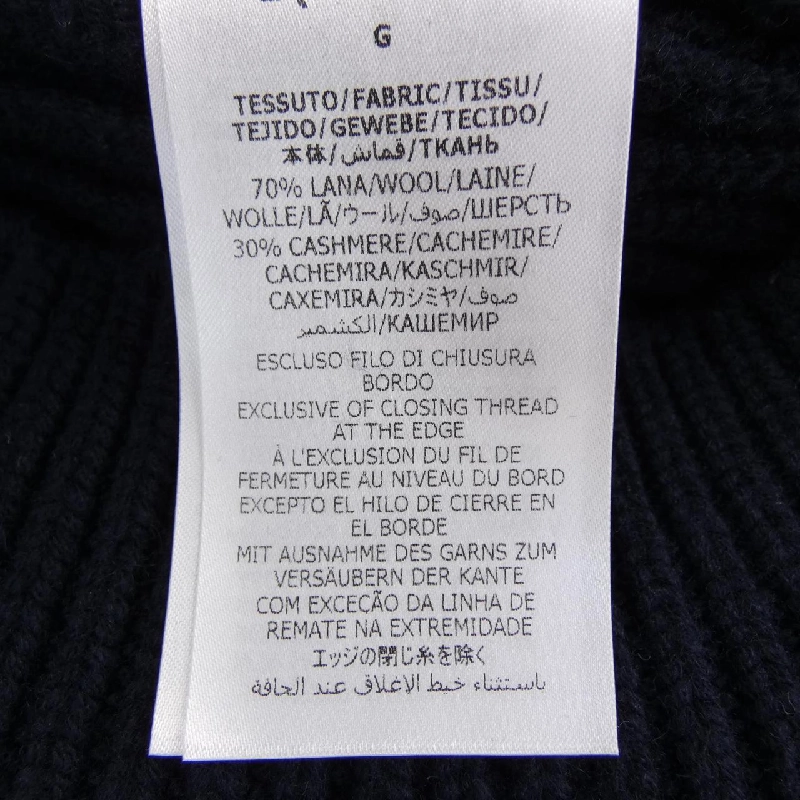 G
TESSUTO/FABRIC/TISSU/
TEJIDO/GEWEBE/TECIDO/
本体/قماش/ТКАНЬ
70% LANA/WOOL/LAINE/
WOLLE/LÃ/ウール/صوف/ШЕРСТЬ
30% CASHMERE/CACHEMIRE/
CACHEMIRA/KASCHMIR/
CAXEMIRA/カシミヤ/صوف
الكشمير/КАШЕМИР
ESCLUSO FILO DI CHIUSURA
BORDO
EXCLUSIVE OF CLOSING THREAD
AT THE EDGE
À L'EXCLUSION DU FIL DE
FERMETURE AU NIVEAU DU BORD
EXCEPTO EL HILO DE CIERRE EN
EL BORDE
MIT AUSNAHME DES GARNS ZUM
VERSÄUBERN DER KANTE
COM EXCEÇÃO DA LINHA DE
REMATE NA EXTREMIDADE
エッジの閉じ糸を除く
باستثناء خيط الإغلاق عند الحافة